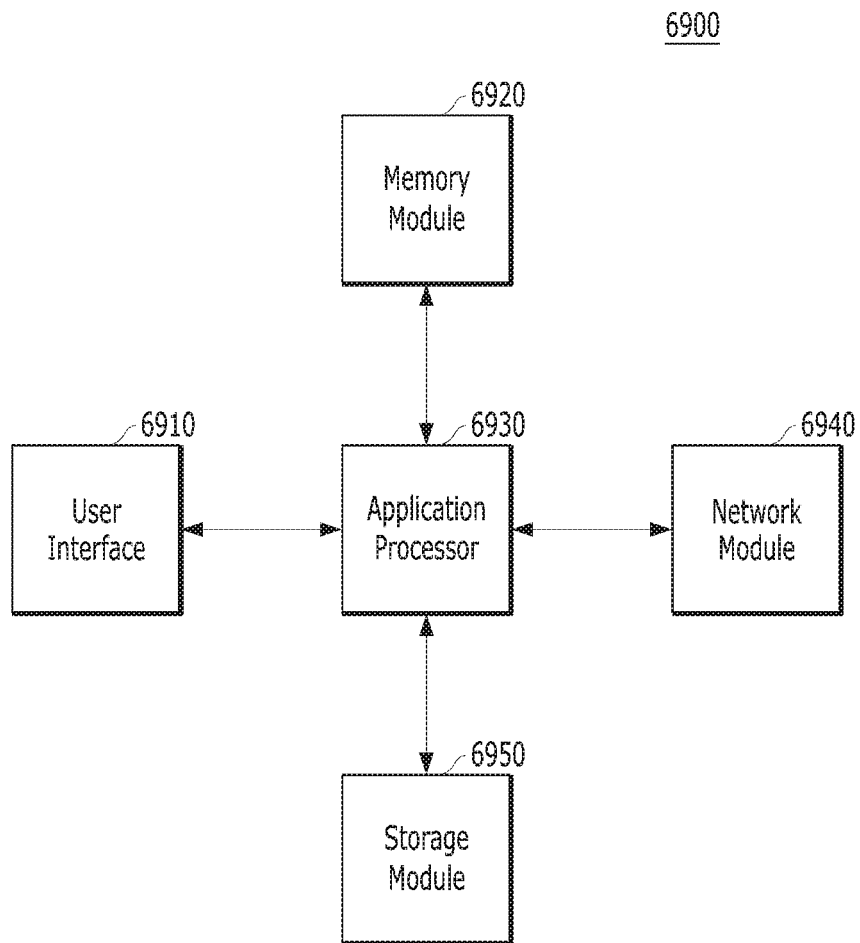 6900
6920
Memory
Module
6910
User
Interface
6930
Application
Processor
6940
Network
Module
6950
Storage
Module